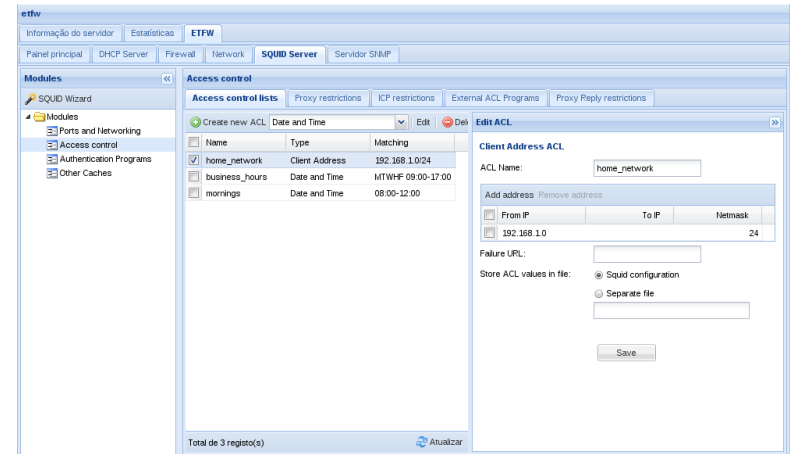 etfw
Informação do servidor Estatísticas ETFW
Painel principal DHCP Server Firewall Network SQUID Server Servidor SNMP
Modules
SQUID Wizard
Modules
Ports and Networking
Access control
Authentication Programs
Other Caches
Access control
Access control lists Proxy restrictions ICP restrictions External ACL Programs Proxy Reply restrictions
Create new ACL Date and Time Edit Del
Name Type Matching
home_network Client Address 192.168.1.0/24
business_hours Date and Time MTWHF 09:00-17:00
mornings Date and Time 08:00-12:00
Total de 3 registo(s) Atualizar
Edit ACL
Client Address ACL
ACL Name: home_network
Add address Remove address
From IP To IP Netmask
192.168.1.0 24
Failure URL:
Store ACL values in file: Squid configuration
Separate file
Save